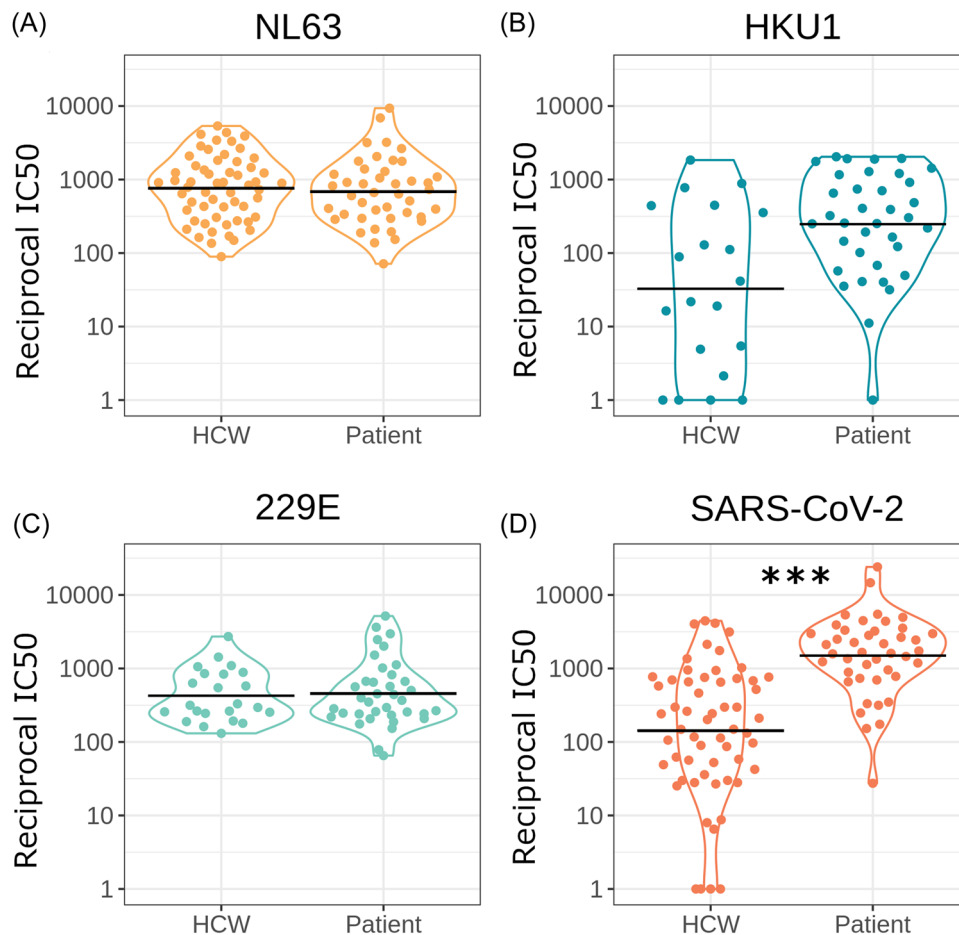 (A) NL63
Reciprocal IC50
10000
1000
100
10
1
HCW Patient
(B) HKU1
Reciprocal IC50
10000
1000
100
10
1
HCW Patient
(C) 229E
Reciprocal IC50
10000
1000
100
10
1
HCW Patient
(D) SARS-CoV-2
Reciprocal IC50
10000
1000
100
10
1
***
HCW Patient